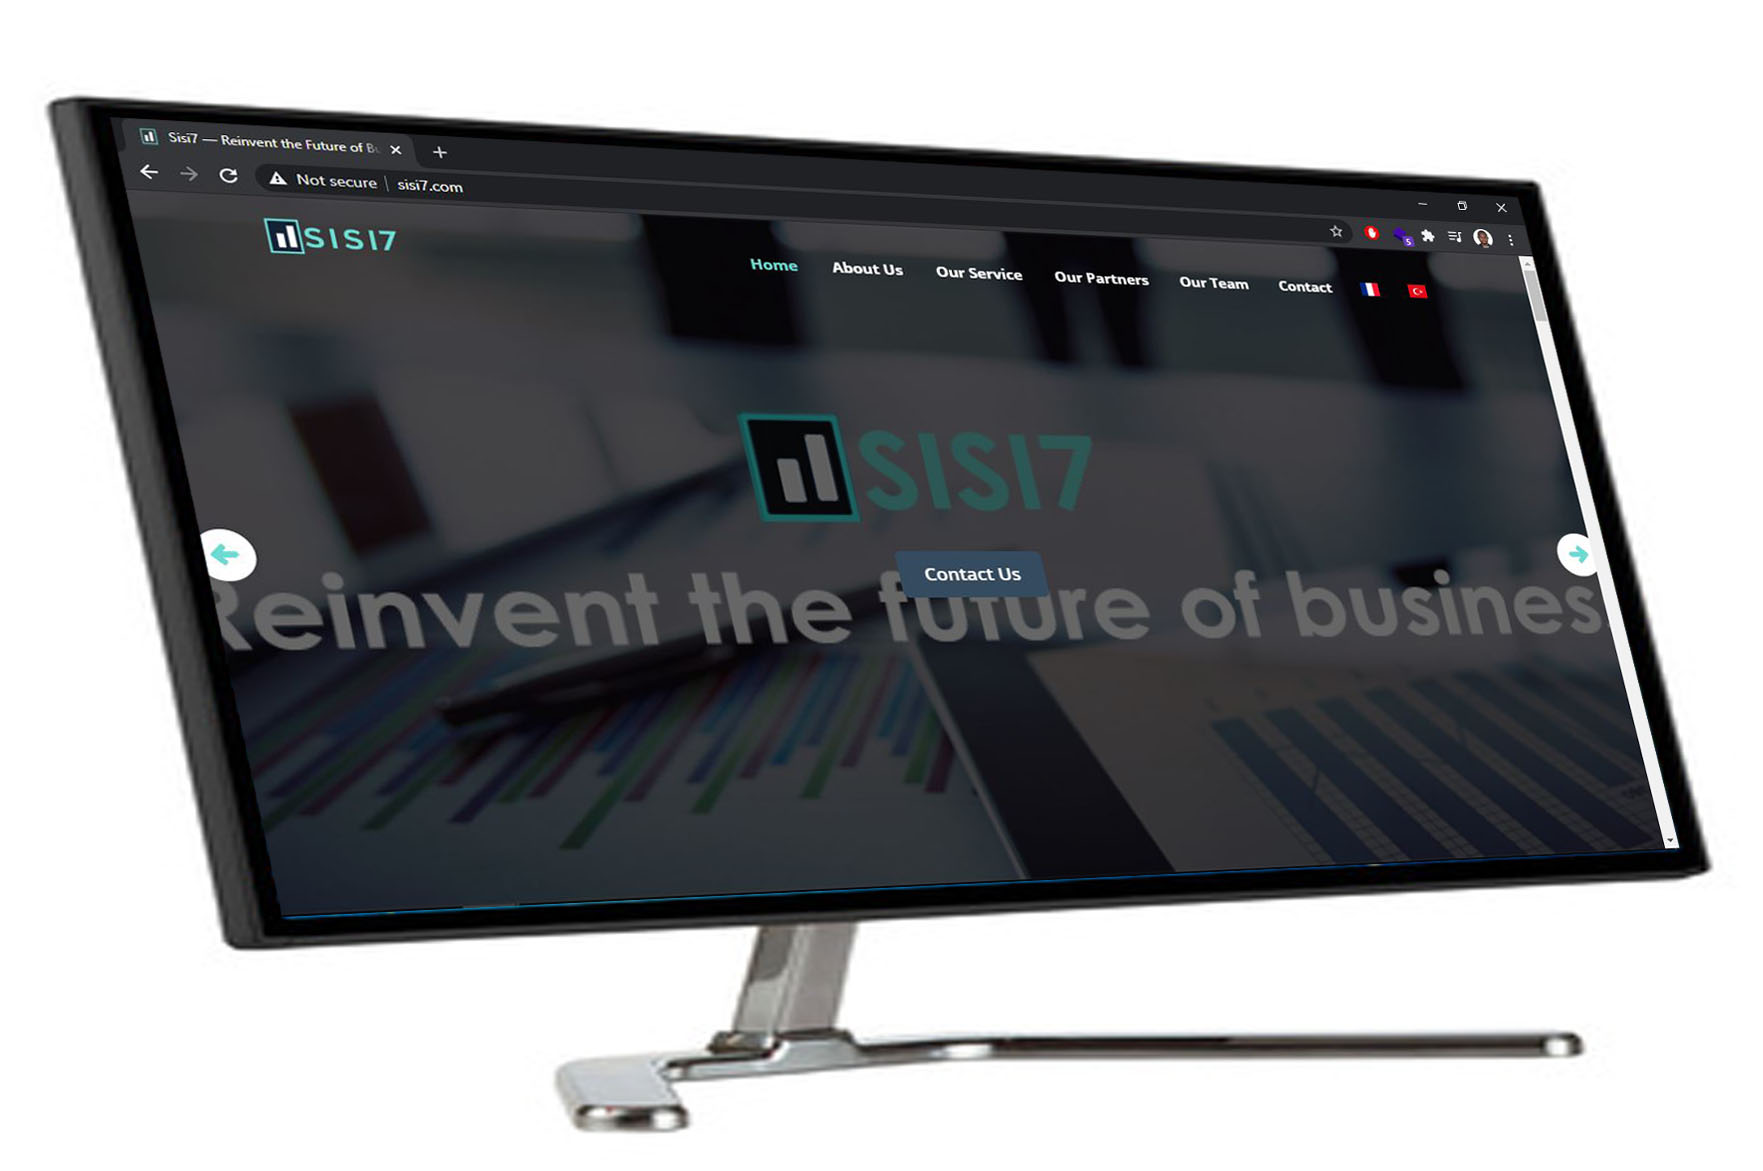 Sisi7 — Reinvent the Future of B
Not secure | sisi7.com
5
SISI7
Home About Us Our Service Our Partners Our Team Contact
SISI7
Contact Us
Reinvent the future of busines